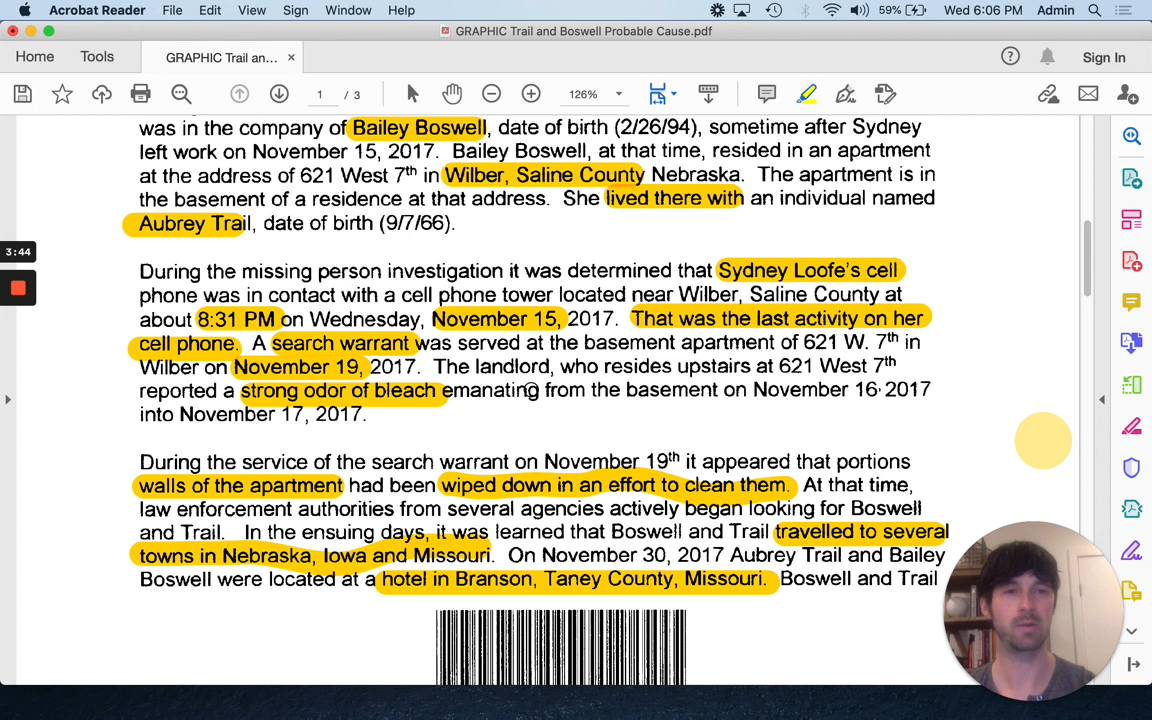 Acrobat Reader File Edit View Sign Window Help 59% Wed 6:06 PM Admin
GRAPHIC Trail and Boswell Probable Cause.pdf
Home Tools GRAPHIC Trail an... × Sign In
1 / 3 126%
was in the company of Bailey Boswell, date of birth (2/26/94), sometime after Sydney
left work on November 15, 2017. Bailey Boswell, at that time, resided in an apartment
at the address of 621 West 7th in Wilber, Saline County Nebraska. The apartment is in
the basement of a residence at that address. She lived there with an individual named
Aubrey Trail, date of birth (9/7/66).
3:44
During the missing person investigation it was determined that Sydney Loofe's cell
phone was in contact with a cell phone tower located near Wilber, Saline County at
about 8:31 PM on Wednesday, November 15, 2017. That was the last activity on her
cell phone. A search warrant was served at the basement apartment of 621 W. 7th in
Wilber on November 19, 2017. The landlord, who resides upstairs at 621 West 7th
reported a strong odor of bleach emanating from the basement on November 16, 2017
into November 17, 2017.
During the service of the search warrant on November 19th it appeared that portions
walls of the apartment had been wiped down in an effort to clean them. At that time,
law enforcement authorities from several agencies actively began looking for Boswell
and Trail. In the ensuing days, it was learned that Boswell and Trail travelled to several
towns in Nebraska, Iowa and Missouri. On November 30, 2017 Aubrey Trail and Bailey
Boswell were located at a hotel in Branson, Taney County, Missouri. Boswell and Trail